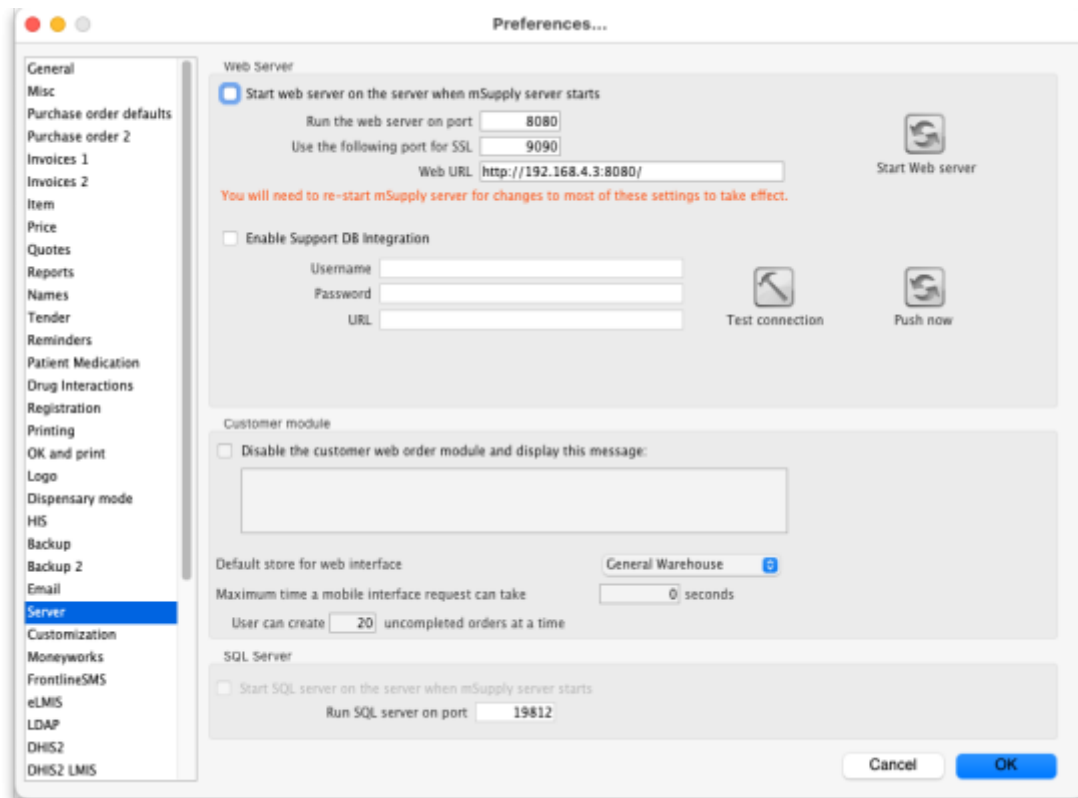 Preferences...
General
Misc
Purchase order defaults
Purchase order 2
Invoices 1
Invoices 2
Item
Price
Quotes
Reports
Names
Tender
Reminders
Patient Medication
Drug Interactions
Registration
Printing
OK and print
Logo
Dispensary mode
HIS
Backup
Backup 2
Email
Server
Customization
Moneyworks
FrontlineSMS
eLMIS
LDAP
DHIS2
DHIS2 LMIS
Web Server
Start web server on the server when mSupply server starts
Run the web server on port 8080
Use the following port for SSL 9090
Web URL http://192.168.4.3:8080/
Start Web server
You will need to re-start mSupply server for changes to most of these settings to take effect.
Enable Support DB Integration
Username
Password
URL
Test connection
Push now
Customer module
Disable the customer web order module and display this message:
Default store for web interface General Warehouse
Maximum time a mobile interface request can take 0 seconds
User can create 20 uncompleted orders at a time
SQL Server
Start SQL server on the server when mSupply server starts
Run SQL server on port 19812
Cancel OK